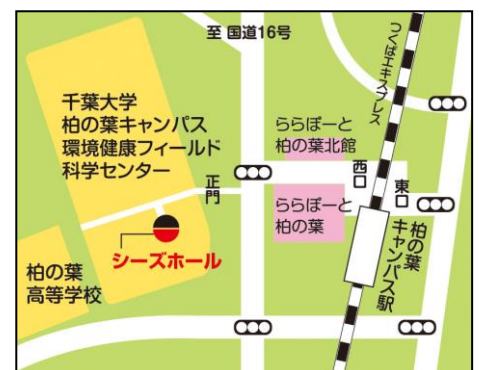 至 国道16号
つくばエキスプレス
千葉大学
柏の葉キャンパス
環境健康フィールド
科学センター
ららぽーと
柏の葉北館
正門
西口
東口
ららぽーと
柏の葉
柏の葉
キャンパス駅
シーズホール
柏の葉
高等学校